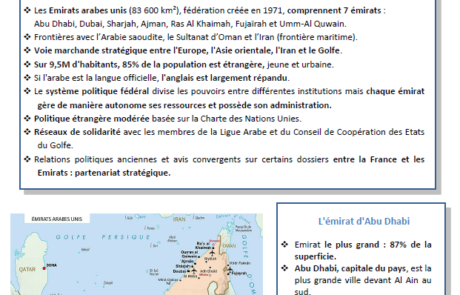 ❖ Les Emirats arabes unis (83 600 km²), fédération créée en 1971, comprennent 7 émirats :
Abu Dhabi, Dubai, Sharjah, Ajman, Ras Al Khaimah, Fujairah et Umm-Al Quwain.
❖ Frontières avec l'Arabie saoudite, le Sultanat d'Oman et l'Iran (frontière maritime).
❖ Voie marchande stratégique entre l'Europe, l'Asie orientale, l'Iran et le Golfe.
❖ Sur 9,5M d'habitants, 85% de la population est étrangère, jeune et urbaine.
❖ Si l'arabe est la langue officielle, l'anglais est largement répandu.
❖ Le système politique fédéral divise les pouvoirs entre différentes institutions mais chaque émirat
gère de manière autonome ses ressources et possède son administration.
❖ Politique étrangère modérée basée sur la Charte des Nations Unies.
❖ Réseaux de solidarité avec les membres de la Ligue Arabe et du Conseil de Coopération des Etats
du Golfe.
❖ Relations politiques anciennes et avis convergents sur certains dossiers entre la France et les
Emirats : partenariat stratégique.
EMIRATS ARABES UNIS
IRAN
GOLFE PERSIQUE
QATAR
DOHA
Dubai
L'émirat d'Abu Dhabi
❖ Emirat le plus grand : 87% de la
superficie.
❖ Abu Dhabi, capitale du pays, est la
plus grande ville devant Al Ain au
sud.